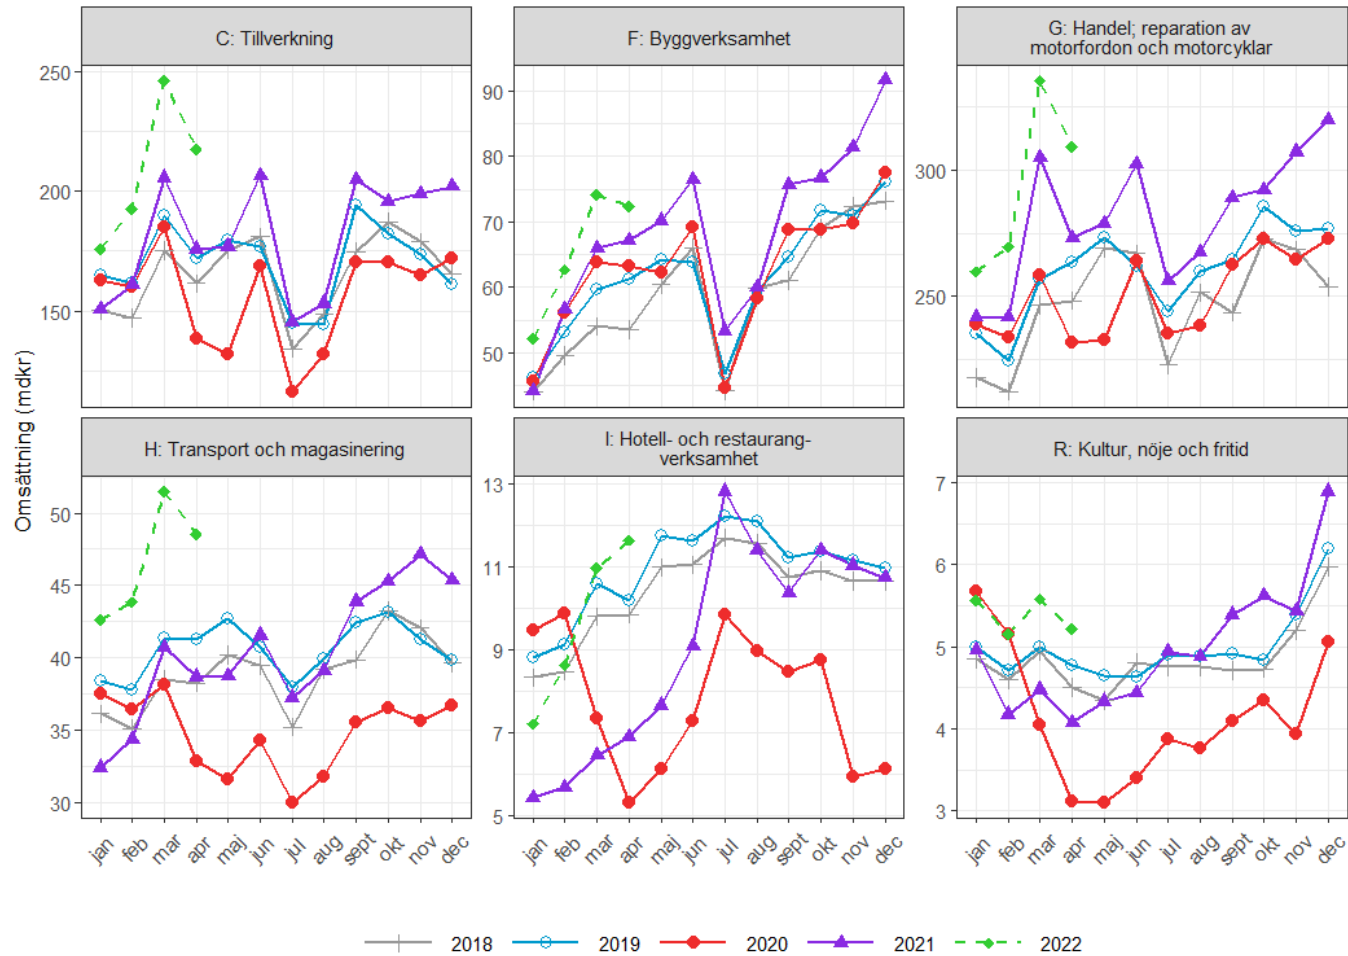 C: Tillverkning
F: Byggverksamhet
G: Handel; reparation av
motorfordon och motorcyklar
250
200
150
90
80
70
60
50
300
250
Omsättning (mdkr)
H: Transport och magasinering
I: Hotell- och restaurang-
verksamhet
R: Kultur, nöje och fritid
50
45
40
35
30
13
11
9
7
5
7
6
5
4
3
jan feb mar apr maj jun jul aug sept okt nov dec
jan feb mar apr maj jun jul aug sept okt nov dec
jan feb mar apr maj jun jul aug sept okt nov dec
2018 2019 2020 2021 2022